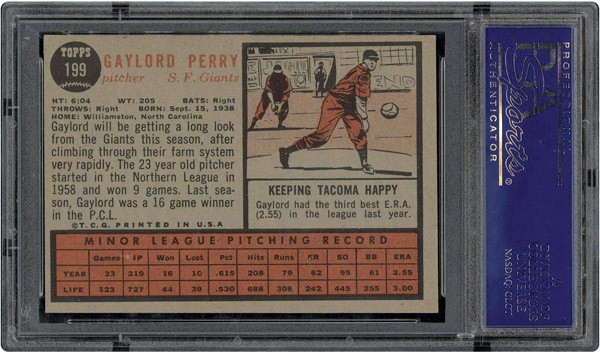 TOPPS
199
GAYLORD PERRY
pitcher S. F. Giants
HT: 6:04 WT: 205 BATS: Right
THROWS: Right BORN: Sept. 15, 1938
HOME: Williamston, North Carolina
Gaylord will be getting a long look
from the Giants this season, after
climbing through their farm system
very rapidly. The 23 year old pitcher
started in the Northern League in
1958 and won 9 games. Last sea-
son, Gaylord was a 16 game winner
in the P.C.L.
©T.C.G. PRINTED IN U.S.A
KEEPING TACOMA HAPPY
Gaylord had the third best E.R.A.
(2.55) in the league last year.
MINOR LEAGUE PITCHING RECORD
Games IP Won Lost Pct. Hits Runs ER SO BB ERA
YEAR 33 219 16 10 .615 208 79 62 95 61 2.55
LIFE 123 727 44 39 .530 688 308 242 455 336 3.00
PROFESSIONAL
PSA
Sports
AUTHENTICATOR
NASDAQ: CLCT